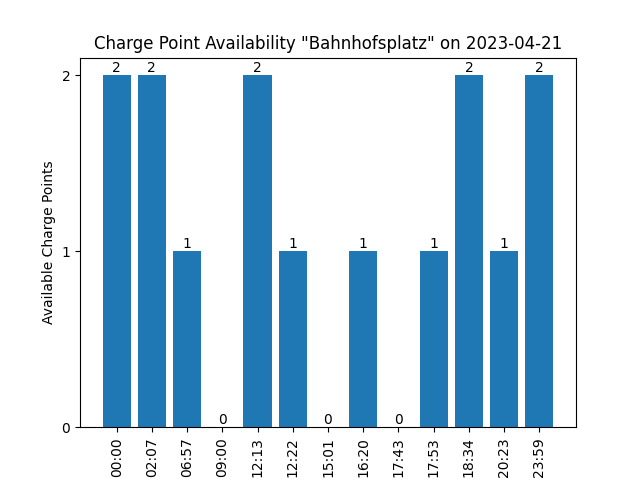 Charge Point Availability "Bahnhofsplatz" on 2023-04-21
2 2 1 0 2 1 0 1 0 1 2 1 2
2
1
0
Available Charge Points
00:00 02:07 06:57 09:00 12:13 12:22 15:01 16:20 17:43 17:53 18:34 20:23 23:59